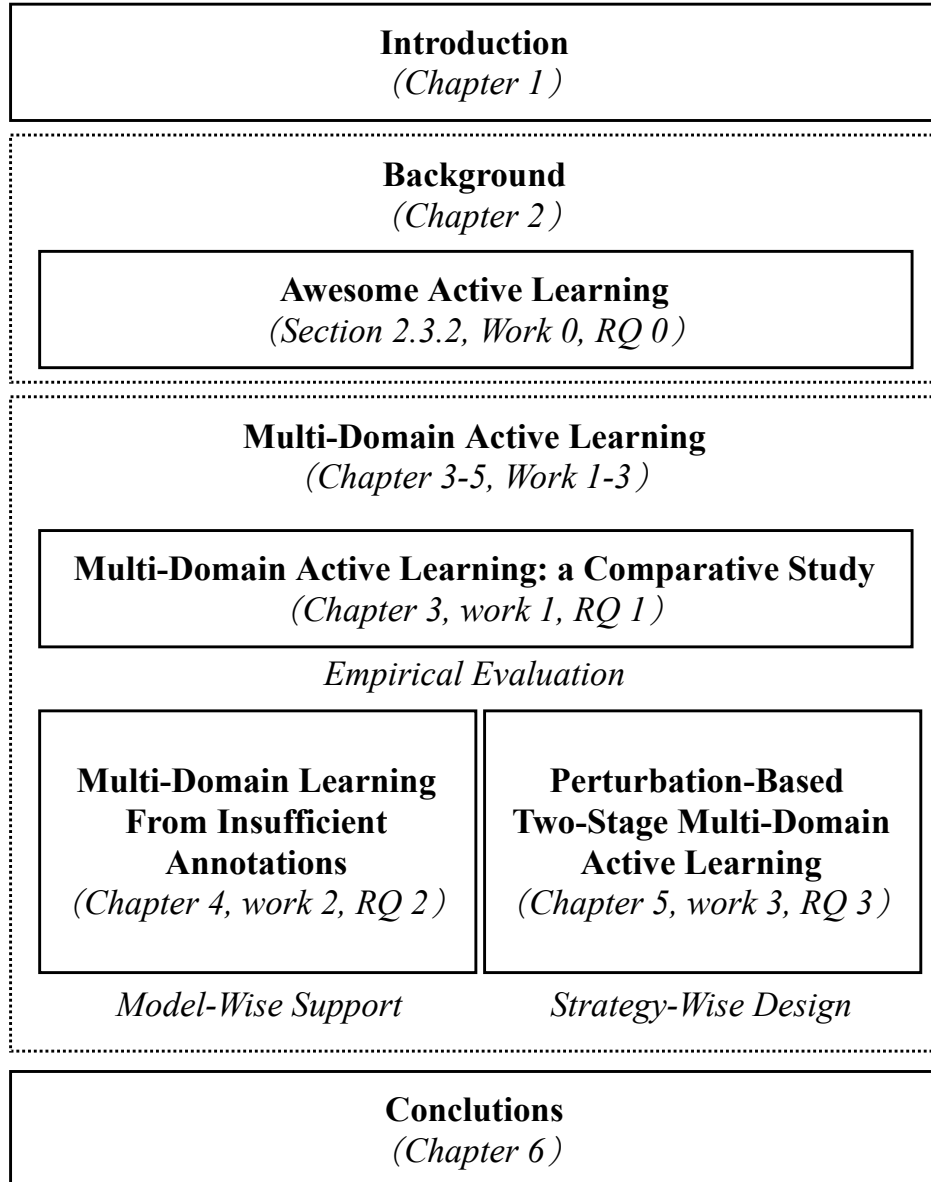 Introduction
(Chapter 1)
Background
(Chapter 2)
Awesome Active Learning
(Section 2.3.2, Work 0, RQ 0)
Multi-Domain Active Learning
(Chapter 3-5, Work 1-3)
Multi-Domain Active Learning: a Comparative Study
(Chapter 3, work 1, RQ 1)
Empirical Evaluation
Multi-Domain Learning
From Insufficient
Annotations
(Chapter 4, work 2, RQ 2)
Model-Wise Support
Perturbation-Based
Two-Stage Multi-Domain
Active Learning
(Chapter 5, work 3, RQ 3)
Strategy-Wise Design
Conclutions
(Chapter 6)